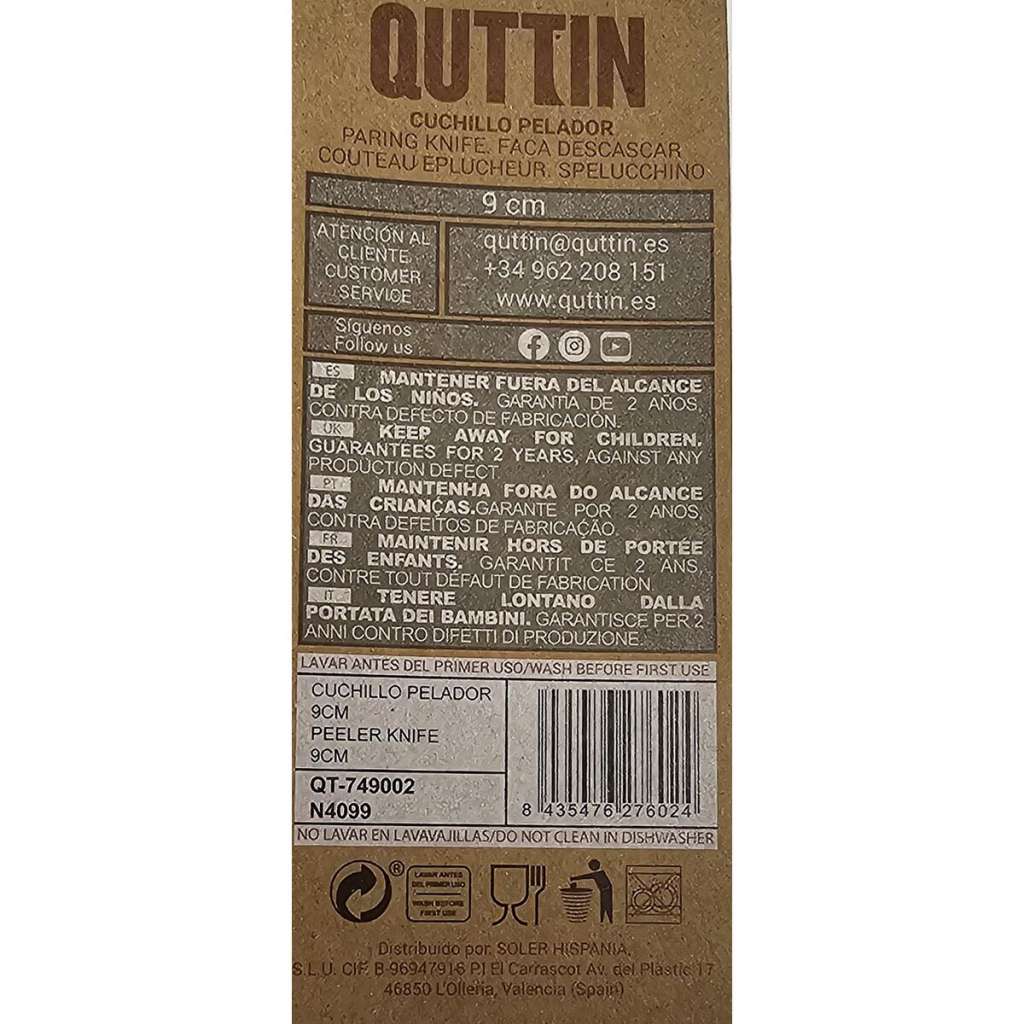 QUTTIN
CUCHILLO PELADOR
PARING KNIFE. FACA DESCASCAR
COUTEAU EPLUCHEUR. SPELUCCHINO
9 cm
ATENCIÓN AL
CLIENTE
CUSTOMER
SERVICE
quttin@quttin.es
+34 962 208 151
www.quttin.es
Síguenos
Follow us
ES MANTENER FUERA DEL ALCANCE
DE LOS NIÑOS. GARANTÍA DE 2 AÑOS,
CONTRA DEFECTO DE FABRICACIÓN.
UK KEEP AWAY FOR CHILDREN.
GUARANTEES FOR 2 YEARS, AGAINST ANY
PRODUCTION DEFECT
PT MANTENHA FORA DO ALCANCE
DAS CRIANÇAS.GARANTE POR 2 ANOS
CONTRA DEFEITOS DE FABRICAÇÃO.
FR MAINTENIR HORS DE PORTÉE
DES ENFANTS. GARANTIT CE 2 ANS
CONTRE TOUT DÉFAUT DE FABRICATION
IT TENERE LONTANO DALLA
PORTATA DEI BAMBINI. GARANTISCE PER 2
ANNI CONTRO DIFETTI DI PRODUZIONE.
LAVAR ANTES DEL PRIMER USO/WASH BEFORE FIRST USE
CUCHILLO PELADOR
9CM
PEELER KNIFE
9CM
QT-749002
N4099
8 435476 276024
NO LAVAR EN LAVAVAJILLAS/DO NOT CLEAN IN DISHWASHER
®
LAVAR ANTES
DEL PRIMER USO
WASH BEFORE
FIRST USE
Distribuido por: SOLER HISPANIA,
S.L.U. CIF. B-96947916 P.I El Carrascot Av. del Plàstic 17
46850 L'Olleria, Valencia (Spain)